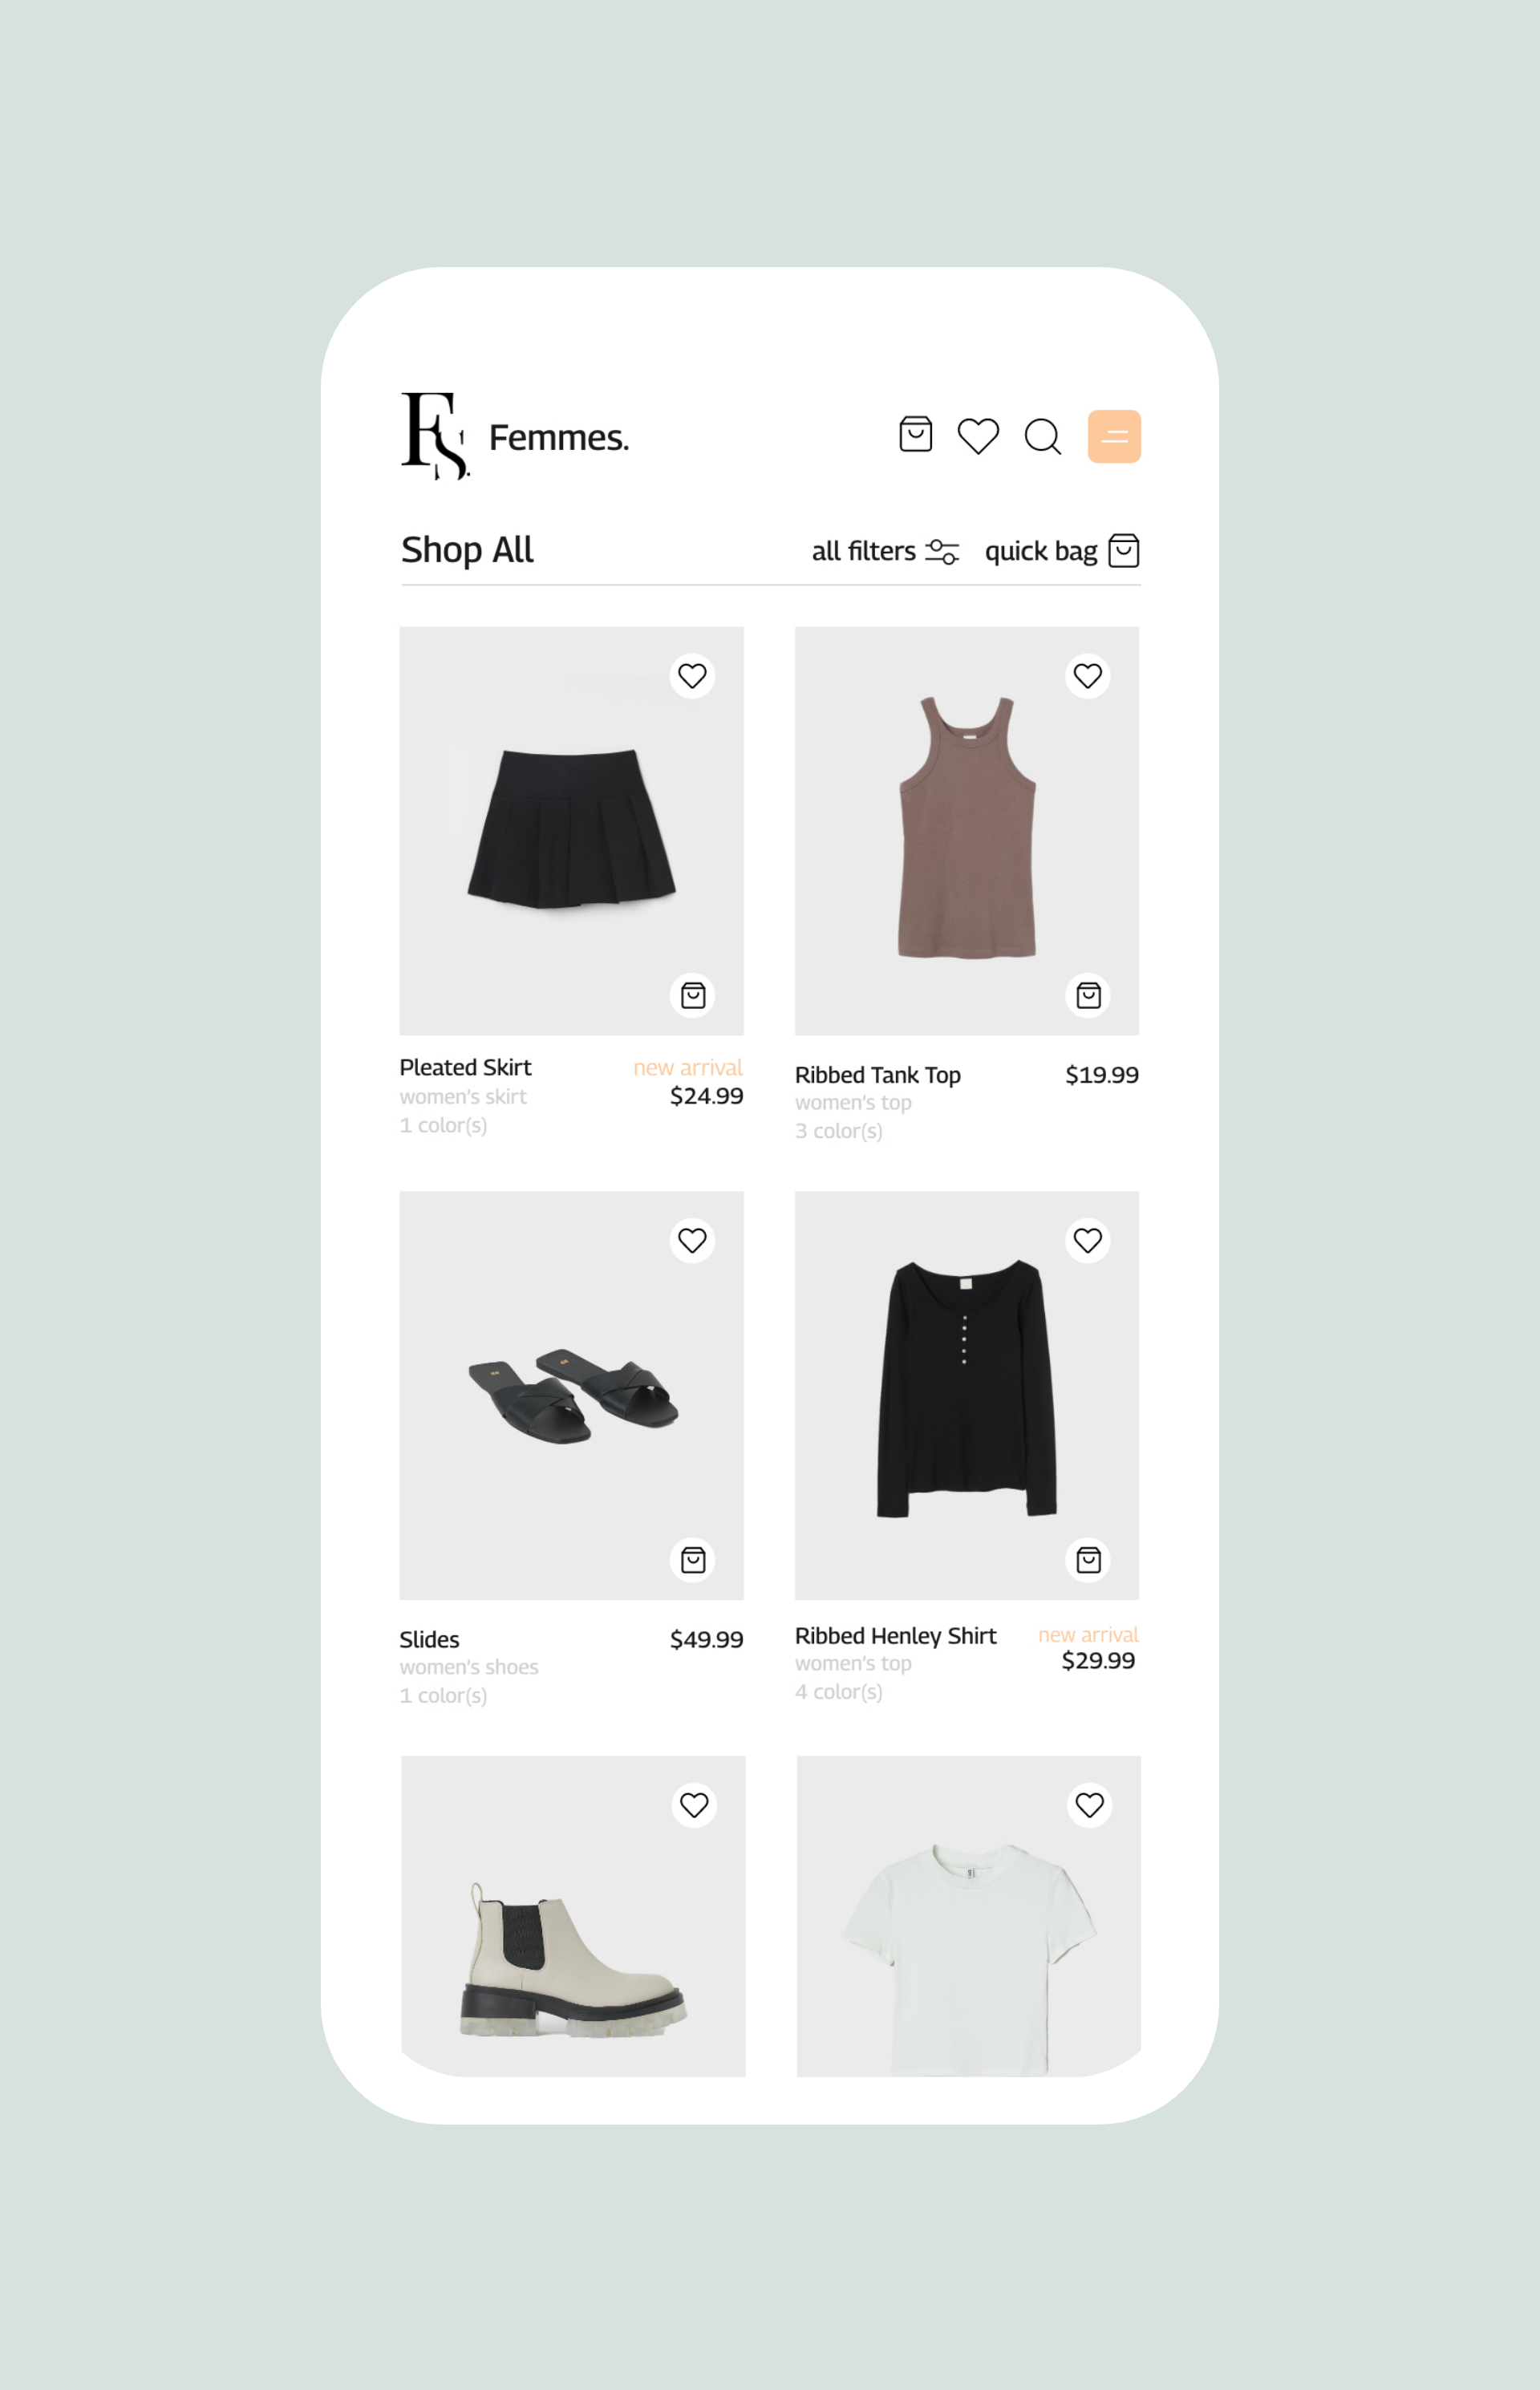 FS.
Femmes.
Shop All
all filters
quick bag
Pleated Skirt
new arrival
women's skirt
$24.99
1 color(s)
Ribbed Tank Top
$19.99
women's top
3 color(s)
Slides
$49.99
women's shoes
1 color(s)
Ribbed Henley Shirt
new arrival
women's top
$29.99
4 color(s)